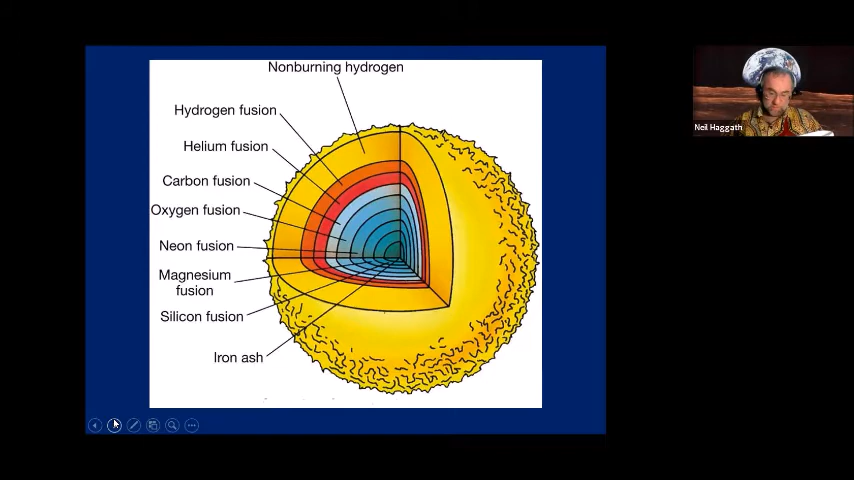 Nonburning hydrogen
Hydrogen fusion
Helium fusion
Carbon fusion
Oxygen fusion
Neon fusion
Magnesium
fusion
Silicon fusion
Iron ash
Neil Haggath